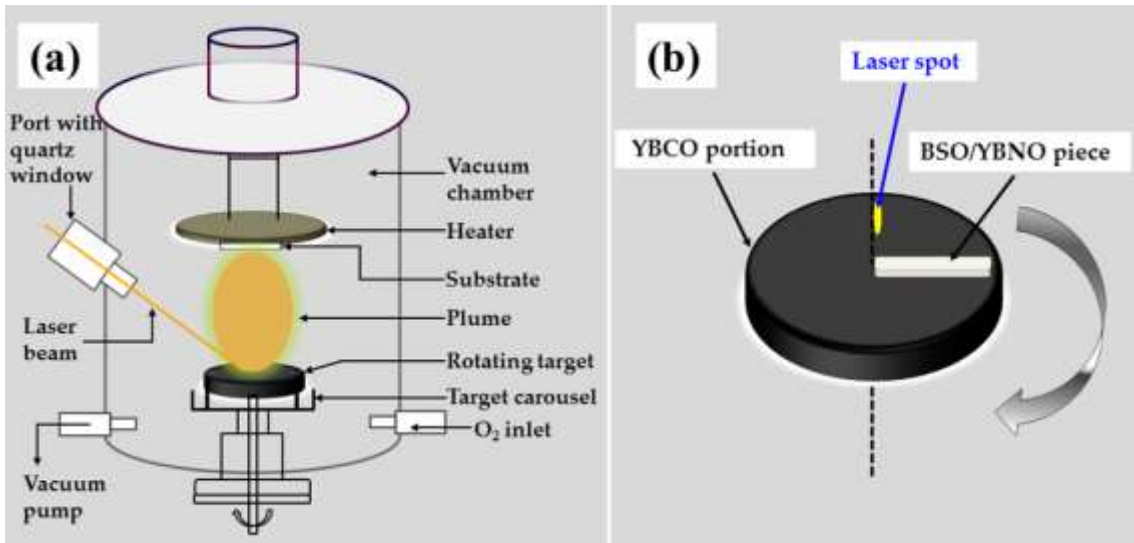 (a)
Port with
quartz
window
Vacuum
chamber
Heater
Substrate
Plume
Laser
beam
Rotating target
Target carousel
O₂ inlet
Vacuum
pump
(b)
Laser spot
YBCO portion
BSO/YBNO piece